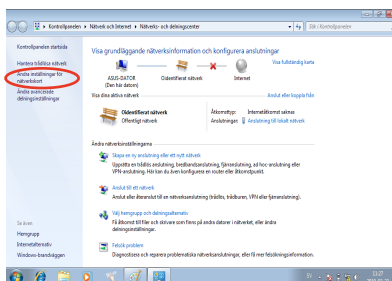 Kontrollpanelen ▸ Nätverk och Internet ▸ Nätverks- och delningscenter
Sök i Kontrollpanelen
Kontrollpanelen startsida
Hantera trådlösa nätverk
Ändra inställningar för
nätverkskort
Ändra avancerade
delningsinställningar
Se även
Hemgrupp
Internetalternativ
Windows-brandväggen
Visa grundläggande nätverksinformation och konfigurera anslutningar
Visa fullständig karta
ASUS-DATOR
(Den här datorn)
Oidentifierat nätverk
Internet
Visa dina aktiva nätverk
Anslut eller koppla från
Oidentifierat nätverk
Offentligt nätverk
Åtkomsttyp: Internetåtkomst saknas
Anslutningar: Anslutning till lokalt nätverk
Ändra nätverksinställningarna
Skapa en ny anslutning eller ett nytt nätverk
Upprätta en trådlös anslutning, bredbandsanslutning, fjärranslutning, ad hoc-anslutning eller
VPN-anslutning. Här kan du även konfigurera en router eller åtkomstpunkt.
Anslut till ett nätverk
Anslut eller återanslut till en nätverksanslutning (trådlös, trådburen, VPN eller fjärranslutning).
Välj hemgrupp och delningsalternativ
Få åtkomst till filer och skrivare som finns på andra datorer i nätverket, eller ändra
delningsinställningar.
Felsök problem
Diagnostisera och reparera problematiska nätverksanslutningar, eller få mer felsökningsinformation.
SV
13:27